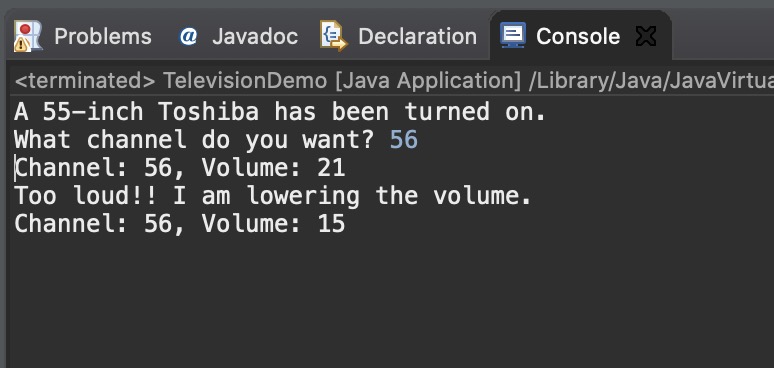 Problems @ Javadoc Declaration Console
<terminated> TelevisionDemo [Java Application] /Library/Java/JavaVirtua
A 55-inch Toshiba has been turned on.
What channel do you want? 56
Channel: 56, Volume: 21
Too loud!! I am lowering the volume.
Channel: 56, Volume: 15